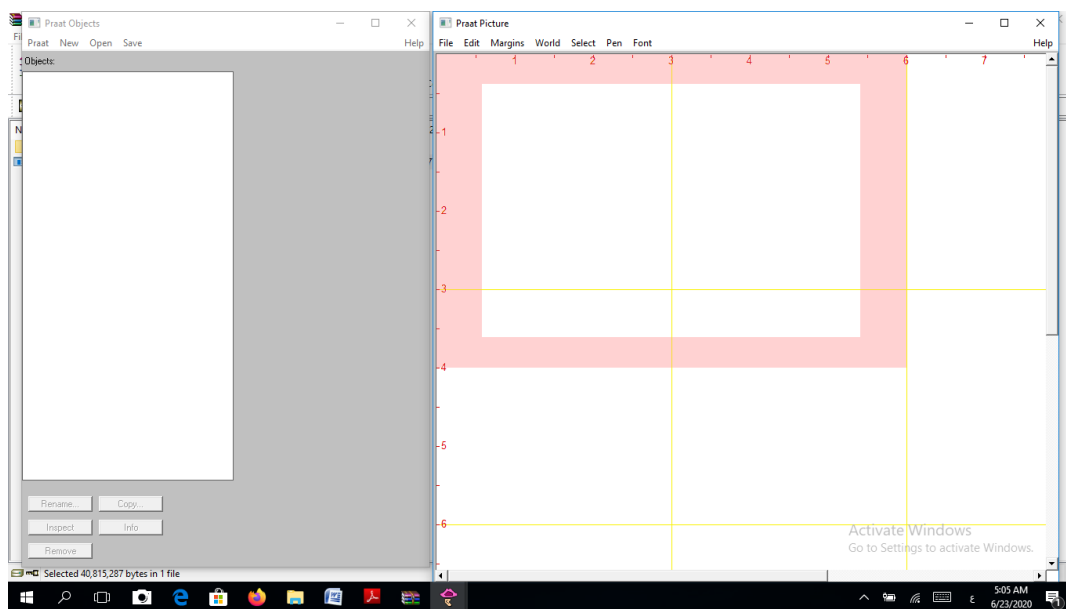 Praat Objects
Praat New Open Save Help
Objects:
Rename... Copy...
Inspect Info
Remove
Selected 40,815,287 bytes in 1 file
Praat Picture
File Edit Margins World Select Pen Font Help
1 2 3 4 5 6 7
1
2
3
4
5
6
Activate Windows
Go to Settings to activate Windows.
ع
5:05 AM
6/23/2020